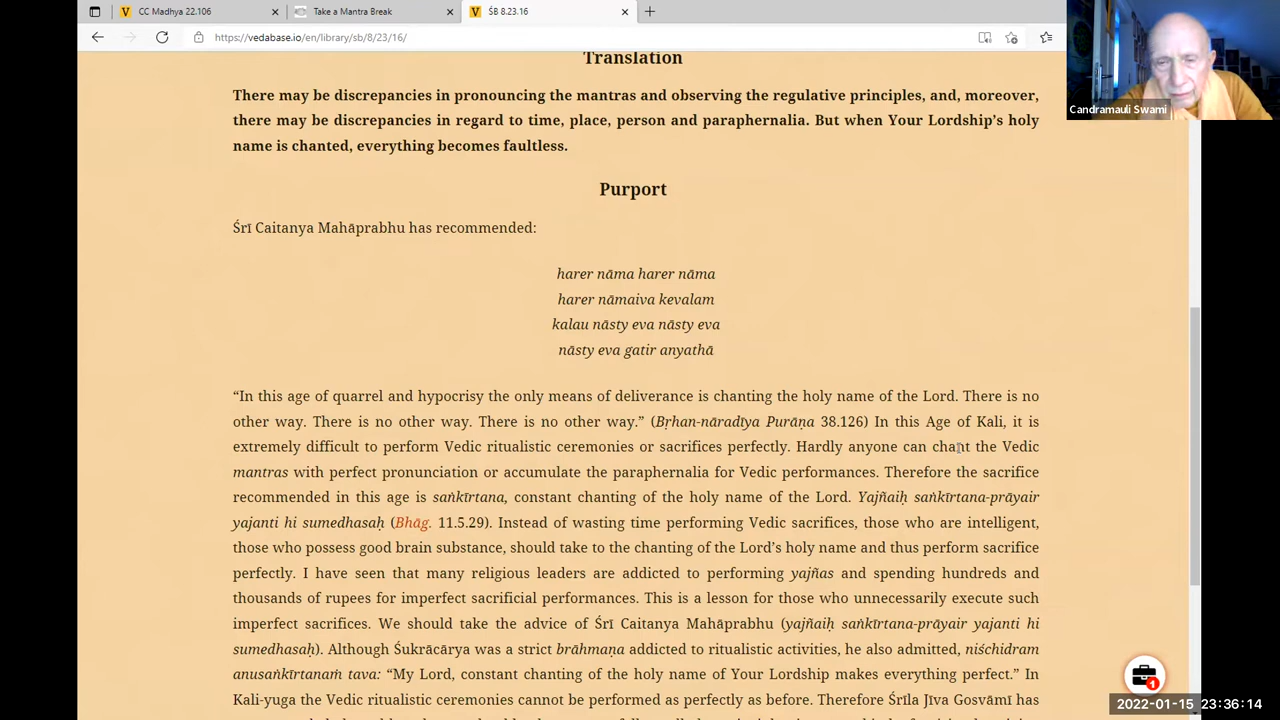 CC Madhya 22.106
Take a Mantra Break
ŚB 8.23.16
https://vedabase.io/en/library/sb/8/23/16/
Candramauli Swami
Translation
There may be discrepancies in pronouncing the mantras and observing the regulative principles, and, moreover,
there may be discrepancies in regard to time, place, person and paraphernalia. But when Your Lordship’s holy
name is chanted, everything becomes faultless.
Purport
Śrī Caitanya Mahāprabhu has recommended:
harer nāma harer nāma
harer nāmaiva kevalam
kalau nāsty eva nāsty eva
nāsty eva gatir anyathā
“In this age of quarrel and hypocrisy the only means of deliverance is chanting the holy name of the Lord. There is no
other way. There is no other way. There is no other way.” (Bṛhan-nāradīya Purāṇa 38.126) In this Age of Kali, it is
extremely difficult to perform Vedic ritualistic ceremonies or sacrifices perfectly. Hardly anyone can chant the Vedic
mantras with perfect pronunciation or accumulate the paraphernalia for Vedic performances. Therefore the sacrifice
recommended in this age is saṅkīrtana, constant chanting of the holy name of the Lord. Yajñaiḥ saṅkīrtana-prāyair
yajanti hi sumedhasaḥ (Bhāg. 11.5.29). Instead of wasting time performing Vedic sacrifices, those who are intelligent,
those who possess good brain substance, should take to the chanting of the Lord’s holy name and thus perform sacrifice
perfectly. I have seen that many religious leaders are addicted to performing yajñas and spending hundreds and
thousands of rupees for imperfect sacrificial performances. This is a lesson for those who unnecessarily execute such
imperfect sacrifices. We should take the advice of Śrī Caitanya Mahāprabhu (yajñaiḥ saṅkīrtana-prāyair yajanti hi
sumedhasaḥ). Although Śukrācārya was a strict brāhmaṇa addicted to ritualistic activities, he also admitted, niśchidram
anusaṅkīrtanaṁ tava: “My Lord, constant chanting of the holy name of Your Lordship makes everything perfect.” In
Kali-yuga the Vedic ritualistic ceremonies cannot be performed as perfectly as before. Therefore Śrīla Jīva Gosvāmī has
1
2022-01-15 23:36:14